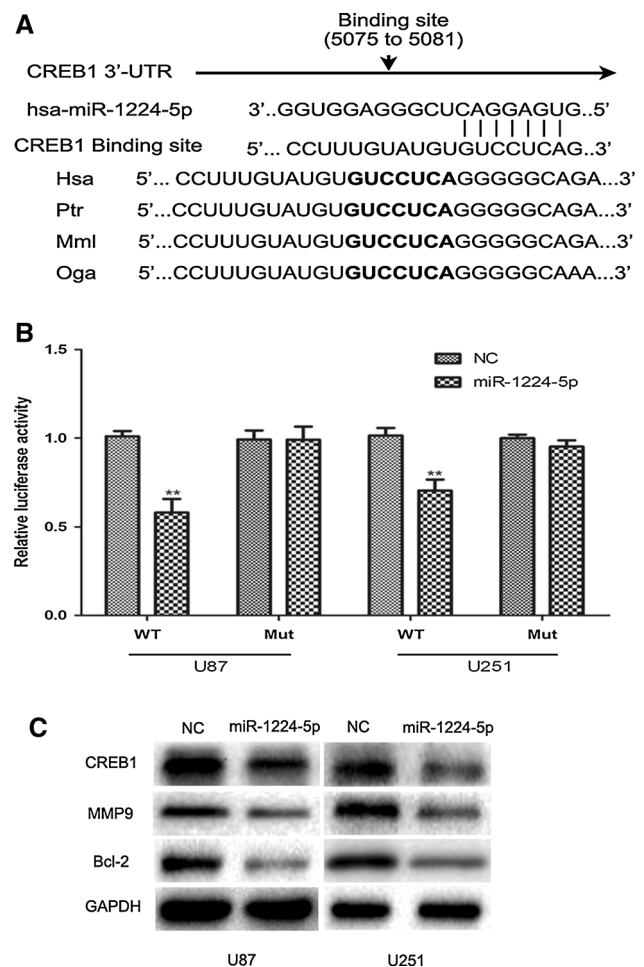 A
Binding site
(5075 to 5081)
CREB1 3'-UTR
hsa-miR-1224-5p 3'..GGUGGAGGGCUCAGGAGUG..5'
CREB1 Binding site 5'.. CCUUUGUAUGUGUCCUCAG..3'
Hsa 5'... CCUUUGUAUGUGUCCUCAGGGGGCAGA...3'
Ptr 5'... CCUUUGUAUGUGUCCUCAGGGGGCAGA...3'
Mml 5'... CCUUUGUAUGUGUCCUCAGGGGGCAGA...3'
Oga 5'... CCUUUGUAUGUGUCCUCAGGGGGCAAA...3'
B
Relative luciferase activity
1.5
1.0
0.5
0.0
NC
miR-1224-5p
** **
WT Mut WT Mut
U87 U251
C
NC miR-1224-5p NC miR-1224-5p
CREB1
MMP9
Bcl-2
GAPDH
U87 U251